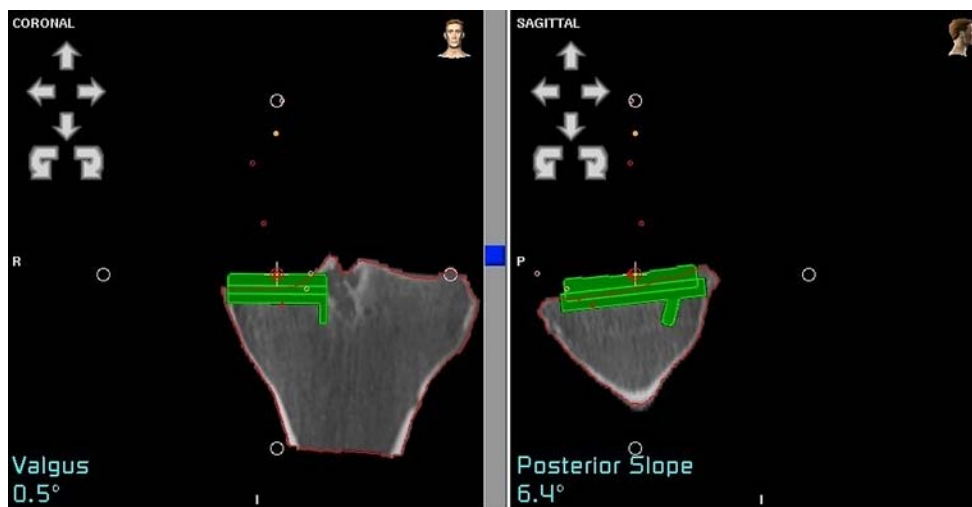 CORONAL
R
Valgus
0.5°
SAGITTAL
P
Posterior Slope
6.4°